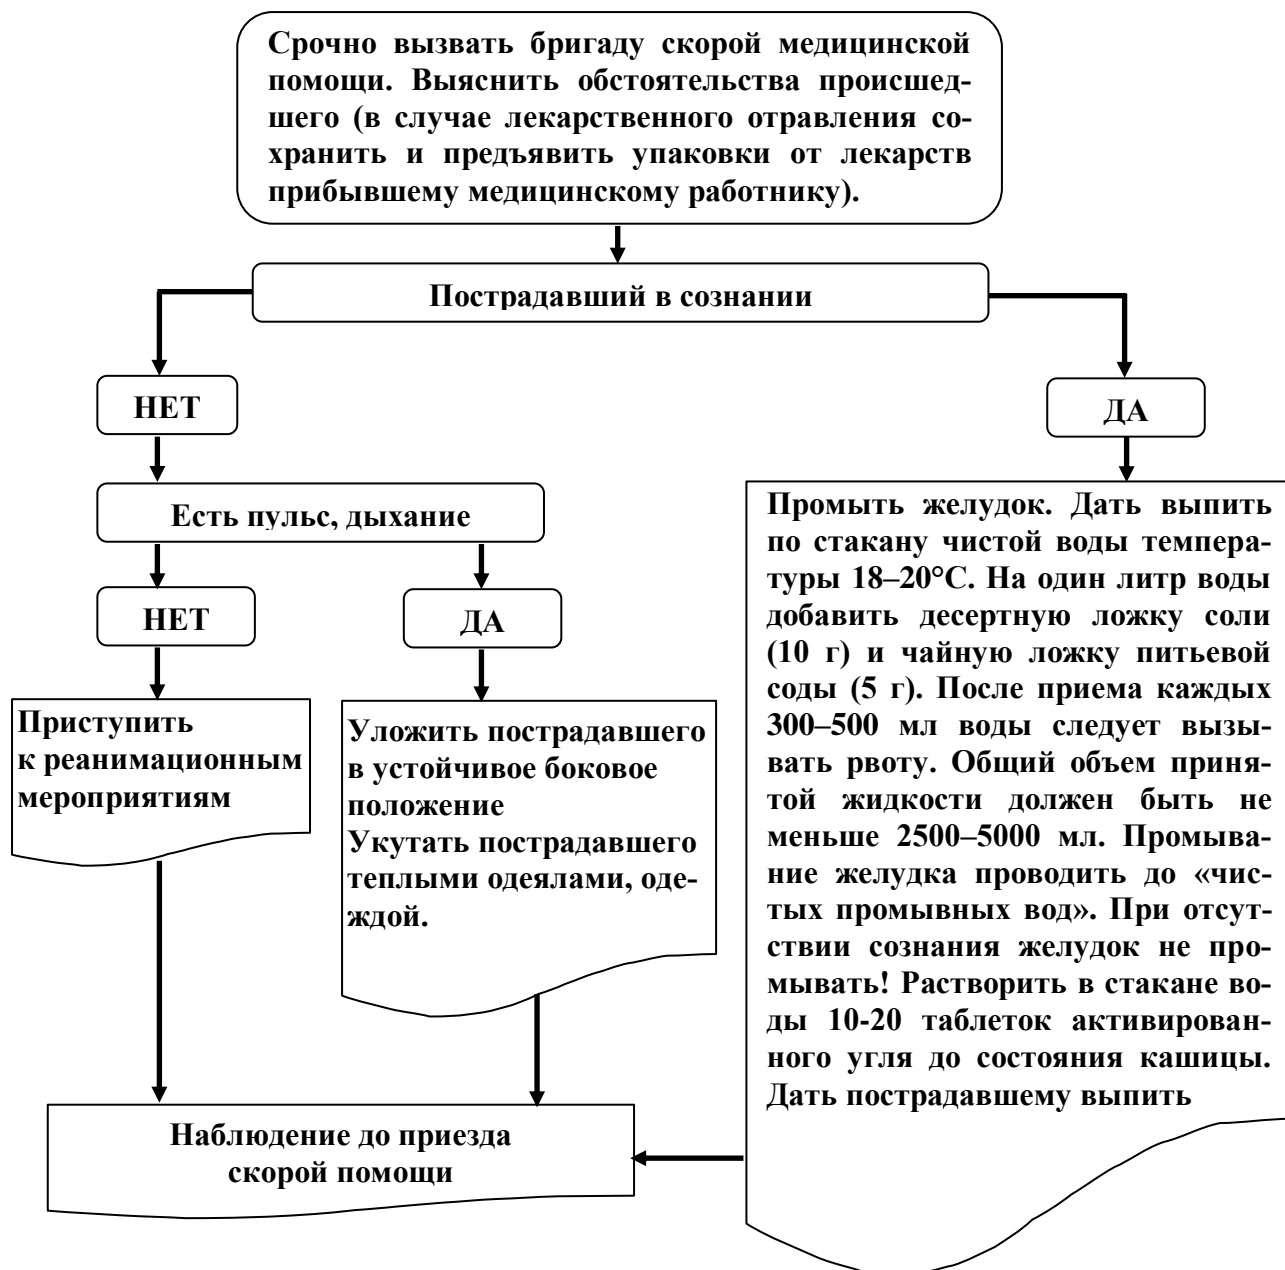 Срочно вызвать бригаду скорой медицинской
помощи. Выяснить обстоятельства происшед-
шего (в случае лекарственного отравления со-
хранить и предъявить упаковки от лекарств
прибывшему медицинскому работнику).
Пострадавший в сознании
НЕТ
ДА
Есть пульс, дыхание
НЕТ
ДА
Приступить
к реанимационным
мероприятиям
Уложить пострадавшего
в устойчивое боковое
положение
Укутать пострадавшего
теплыми одеялами, оде-
ждой.
Промыть желудок. Дать выпить
по стакану чистой воды темпера-
туры 18–20°С. На один литр воды
добавить десертную ложку соли
(10 г) и чайную ложку питьевой
соды (5 г). После приема каждых
300–500 мл воды следует вызы-
вать рвоту. Общий объем приня-
той жидкости должен быть не
меньше 2500–5000 мл. Промыва-
ние желудка проводить до «чис-
тых промывных вод». При отсут-
ствии сознания желудок не про-
мывать! Растворить в стакане во-
ды 10-20 таблеток активирован-
ного угля до состояния кашицы.
Дать пострадавшему выпить
Наблюдение до приезда
скорой помощи